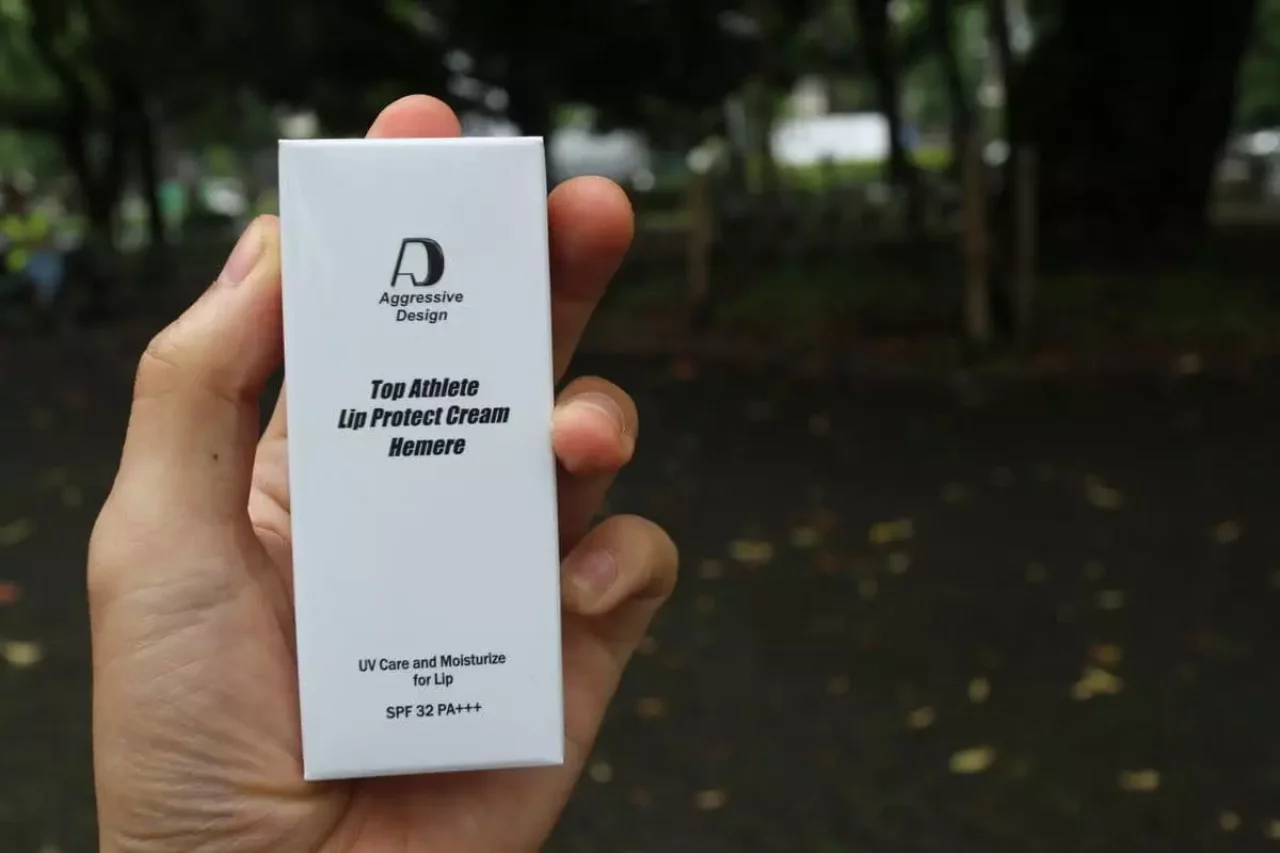 AD
Aggressive
Design
Top Athlete
Lip Protect Cream
Hemere
UV Care and Moisturize
for Lip
SPF 32 PA+++